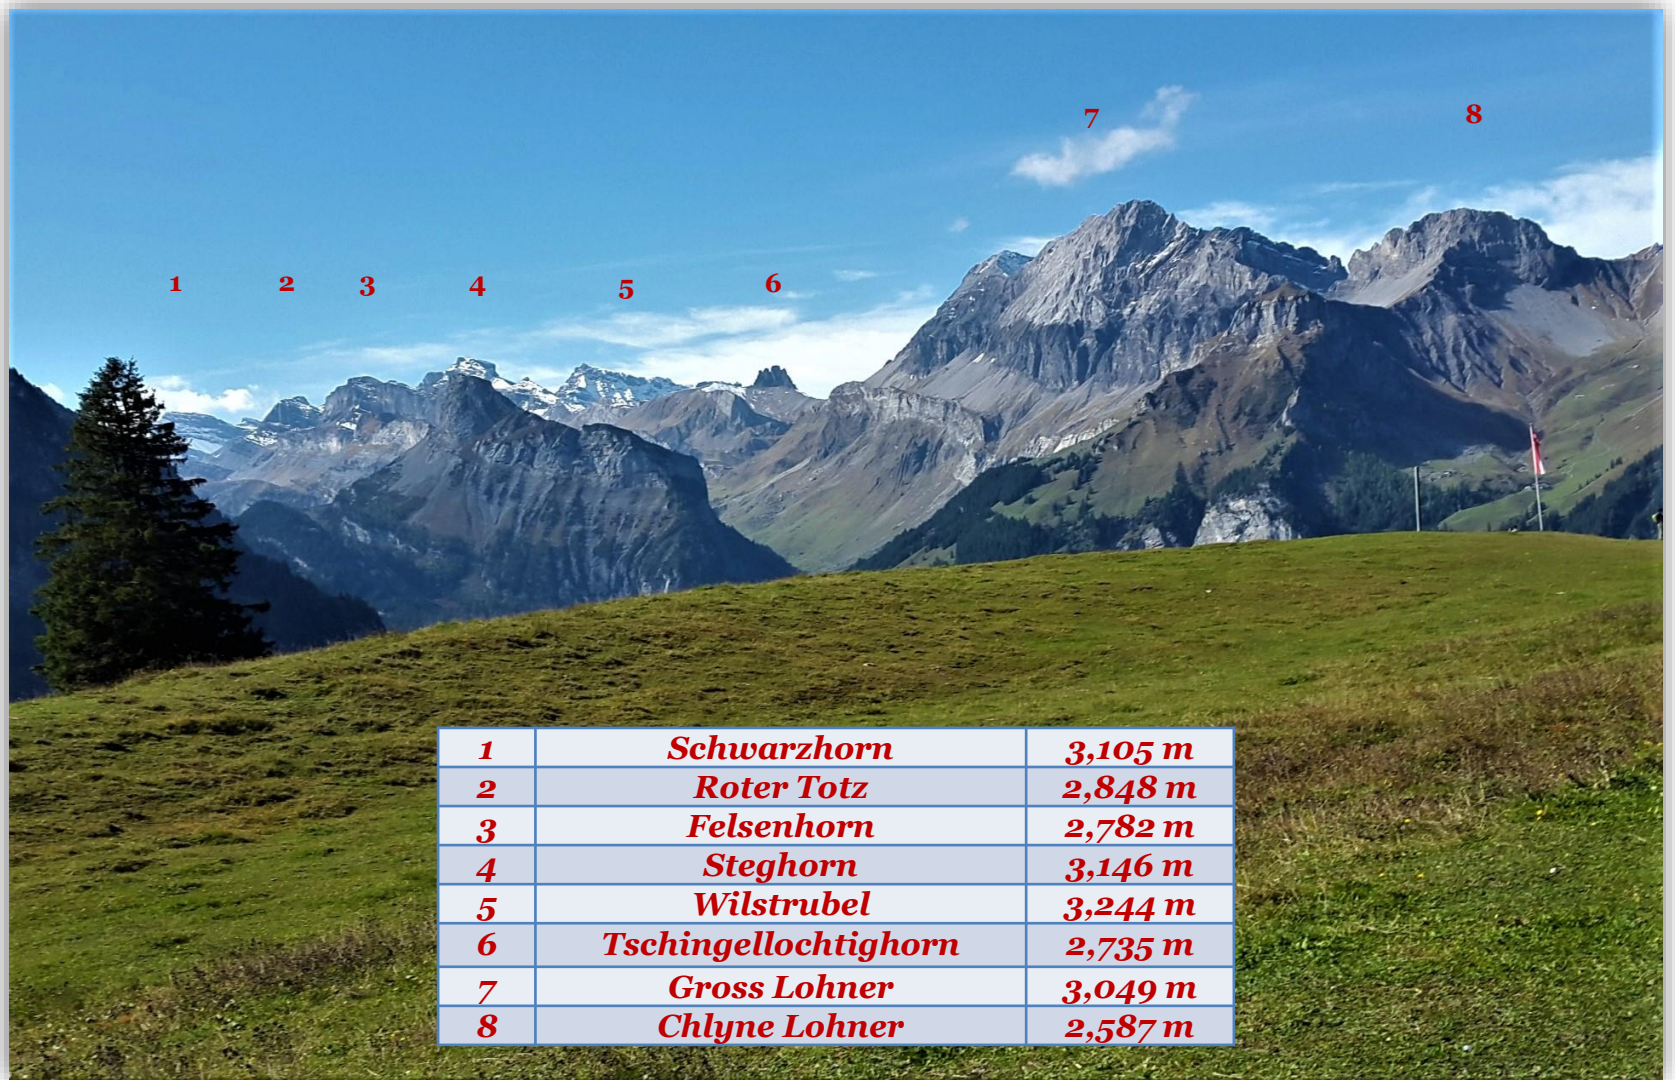 7 8
1 2 3 4 5 6
1 Schwarzhorn 3,105 m
2 Roter Totz 2,848 m
3 Felsenhorn 2,782 m
4 Steghorn 3,146 m
5 Wilstrubel 3,244 m
6 Tschingellochtighorn 2,735 m
7 Gross Lohner 3,049 m
8 Chlyne Lohner 2,587 m